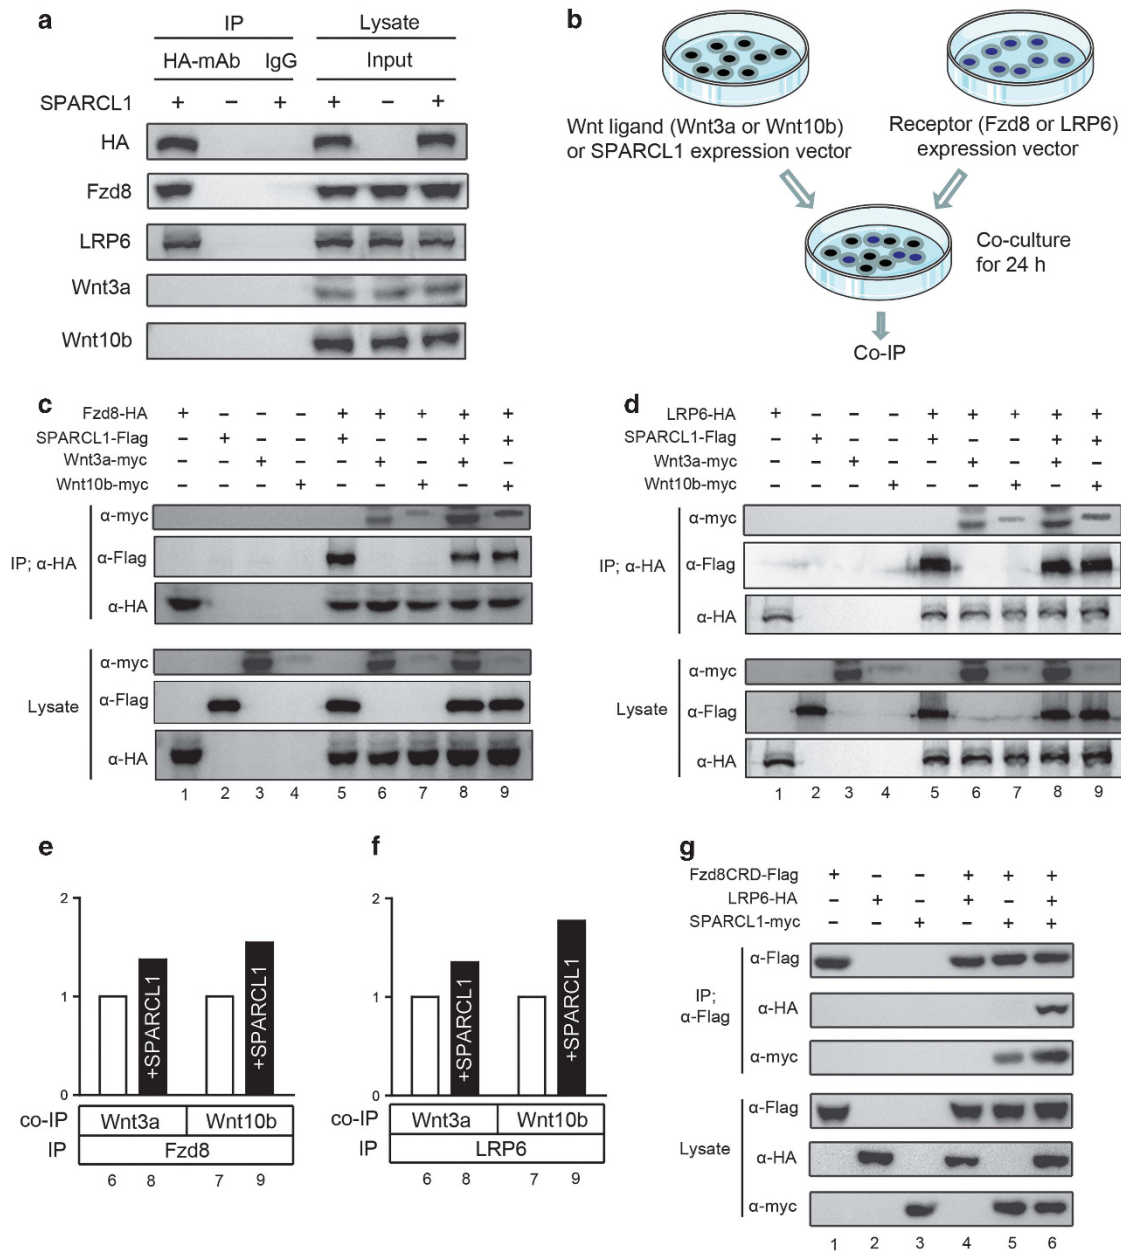 a
IP
Lysate
HA-mAb IgG
Input
SPARCL1 + – + + – +
HA
Fzd8
LRP6
Wnt3a
Wnt10b
b
Wnt ligand (Wnt3a or Wnt10b)
or SPARCL1 expression vector
Receptor (Fzd8 or LRP6)
expression vector
Co-culture
for 24 h
Co-IP
c
Fzd8-HA + – – – + + + + +
SPARCL1-Flag – + – – + – – + +
Wnt3a-myc – – + – – + – + –
Wnt10b-myc – – – + – – + – +
IP; α-HA
α-myc
α-Flag
α-HA
Lysate
α-myc
α-Flag
α-HA
1 2 3 4 5 6 7 8 9
d
LRP6-HA + – – – + + + + +
SPARCL1-Flag – + – – + – – + +
Wnt3a-myc – – + – – + – + –
Wnt10b-myc – – – + – – + – +
IP; α-HA
α-myc
α-Flag
α-HA
Lysate
α-myc
α-Flag
α-HA
1 2 3 4 5 6 7 8 9
e
2
1
0
+SPARCL1
+SPARCL1
co-IP Wnt3a Wnt10b
IP Fzd8
6 8 7 9
f
2
1
0
+SPARCL1
+SPARCL1
co-IP Wnt3a Wnt10b
IP LRP6
6 8 7 9
g
Fzd8CRD-Flag + – – + + +
LRP6-HA – + – + – +
SPARCL1-myc – – + – + +
IP;
α-Flag
α-Flag
α-HA
α-myc
Lysate
α-Flag
α-HA
α-myc
1 2 3 4 5 6